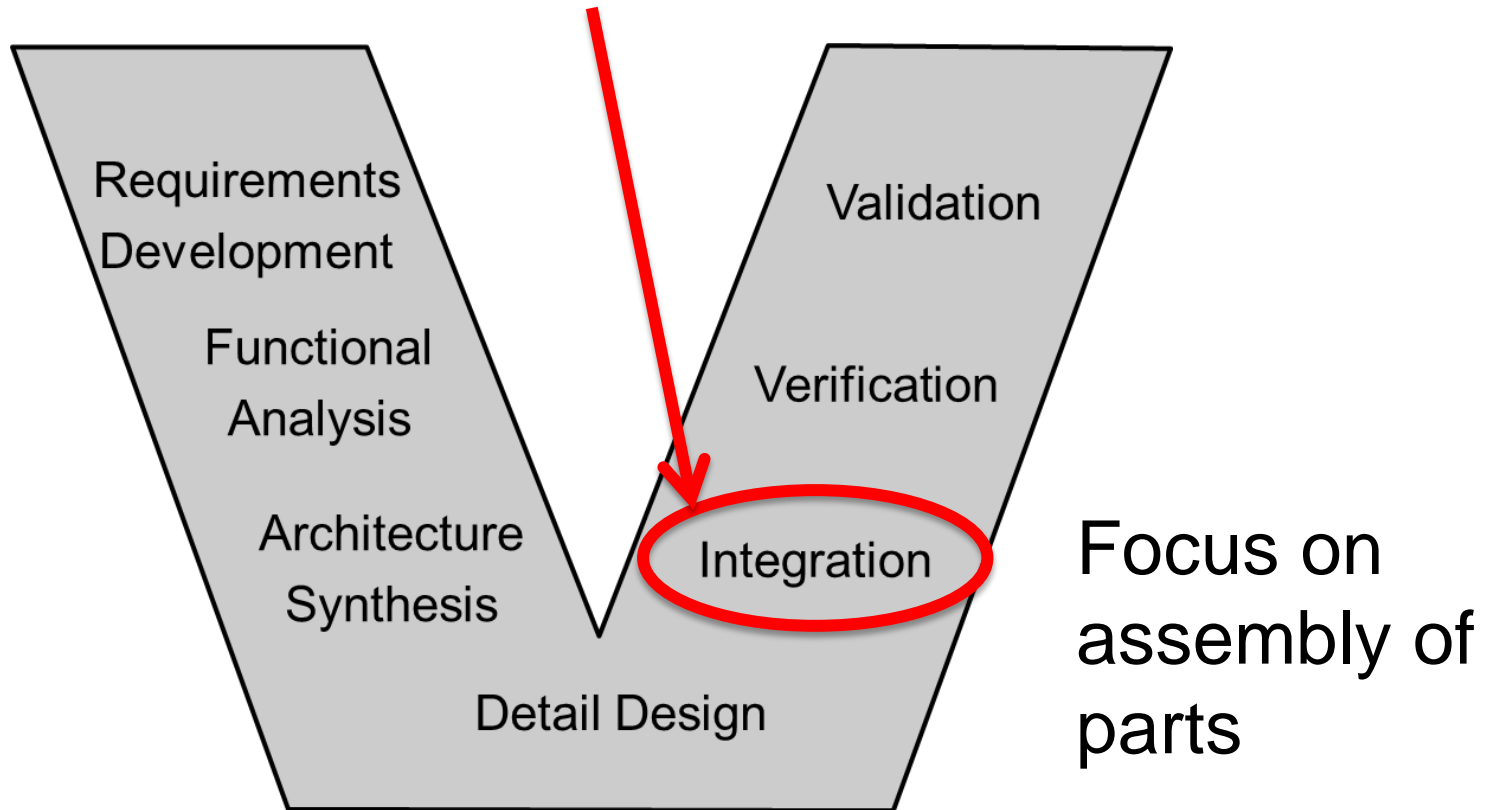 Requirements
Development
Functional
Analysis
Architecture
Synthesis
Detail Design
Integration
Verification
Validation
Focus on
assembly of
parts